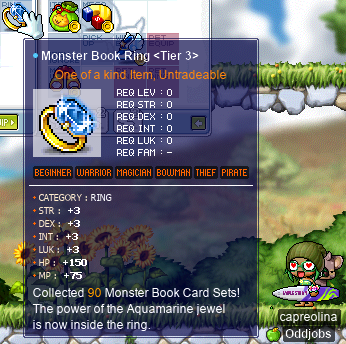 • Monster Book Ring <Tier 3>
One of a kind Item, Untradeable
REQ LEV : 0
REQ STR : 0
REQ DEX : 0
REQ INT : 0
REQ LUK : 0
REQ FAM : -
BEGINNER WARRIOR MAGICIAN BOWMAN THIEF PIRATE
• CATEGORY : RING
• STR : +3
• DEX : +3
• INT : +3
• LUK : +3
• HP : +150
• MP : +75
Collected 90 Monster Book Card Sets!
The power of the Aquamarine jewel
is now inside the ring.
capreolina
Oddjobs